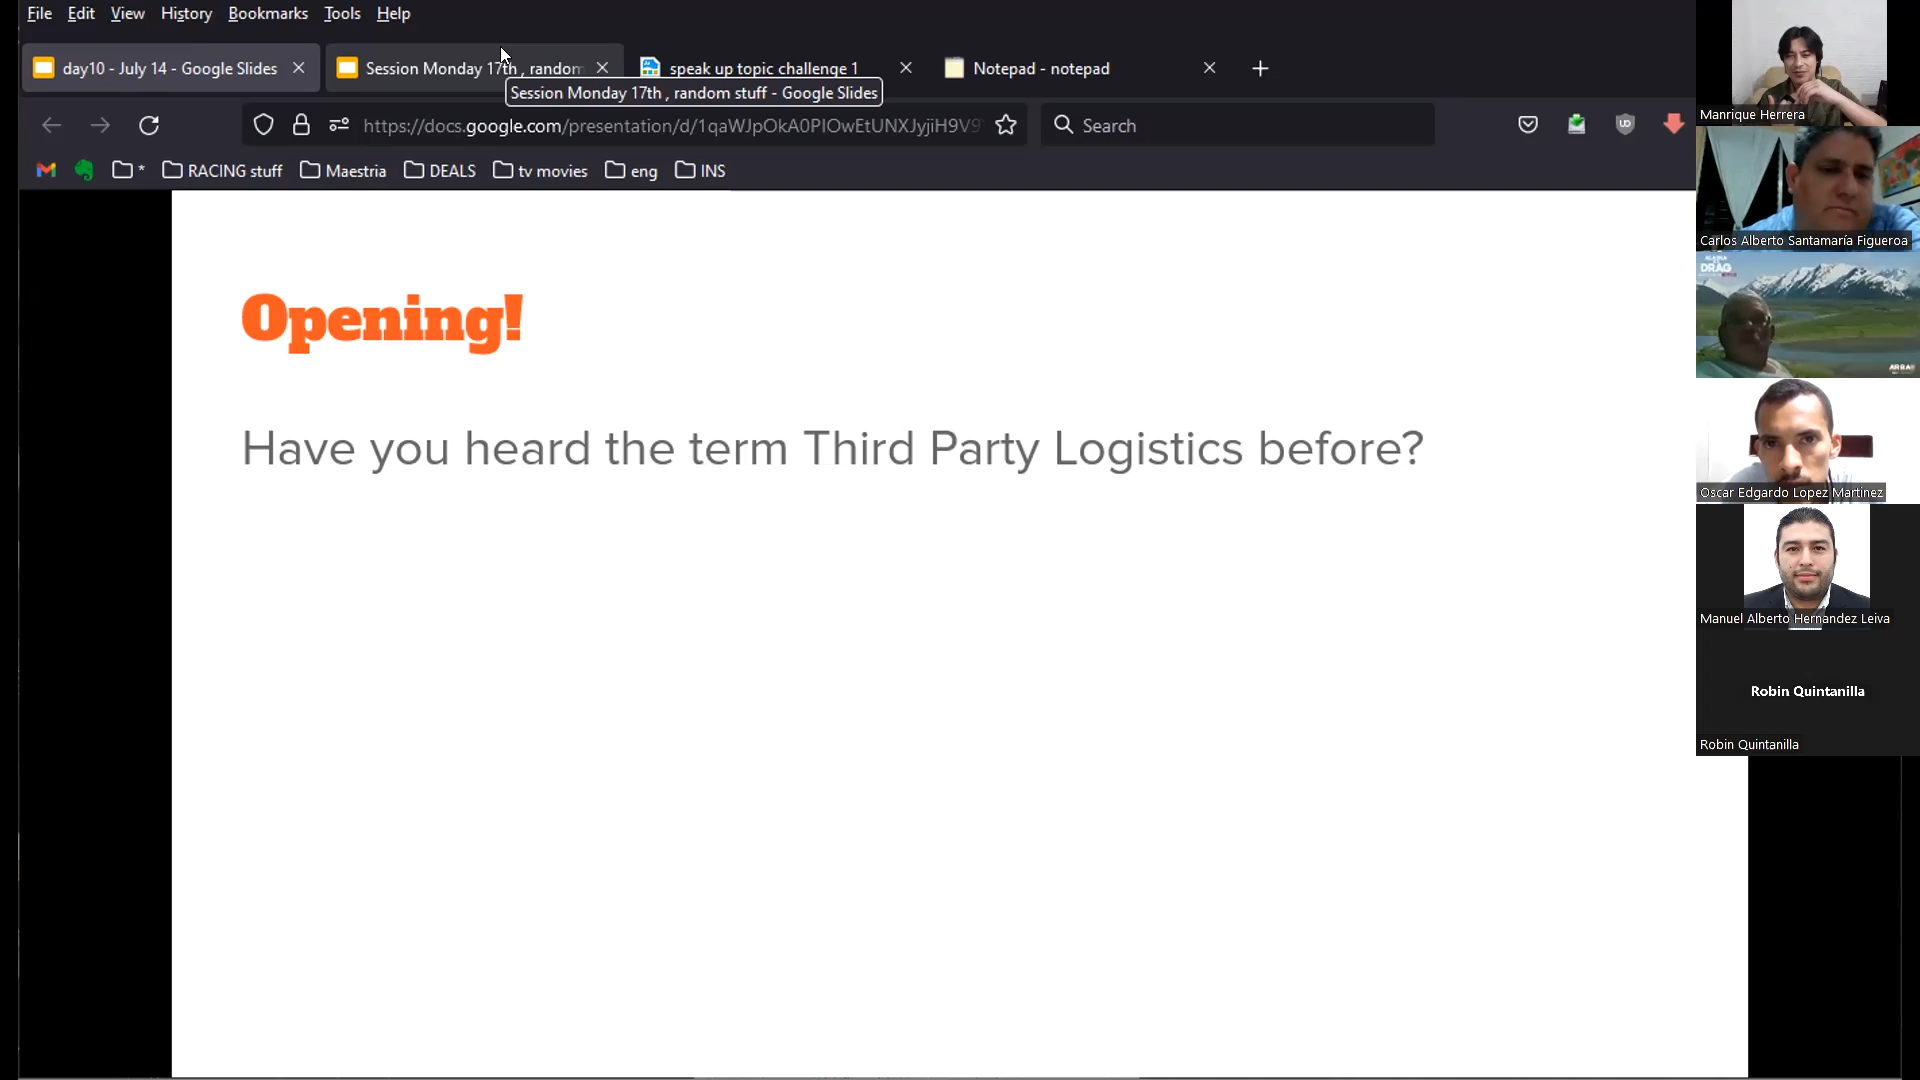 File Edit View History Bookmarks Tools Help
day10 - July 14 - Google Slides
Session Monday 17th , random
speak up topic challenge 1
Notepad - notepad
Session Monday 17th , random stuff - Google Slides
https://docs.google.com/presentation/d/1qaWJpOkA0PIOwEtUNXJyjiH9V9
Search
* RACING stuff Maestria DEALS tv movies eng INS
Opening!
Have you heard the term Third Party Logistics before?
Manrique Herrera
Carlos Alberto Santamaría Figueroa
DRAG
Oscar Edgardo Lopez Martinez
Manuel Alberto Hernandez Leiva
Robin Quintanilla
Robin Quintanilla